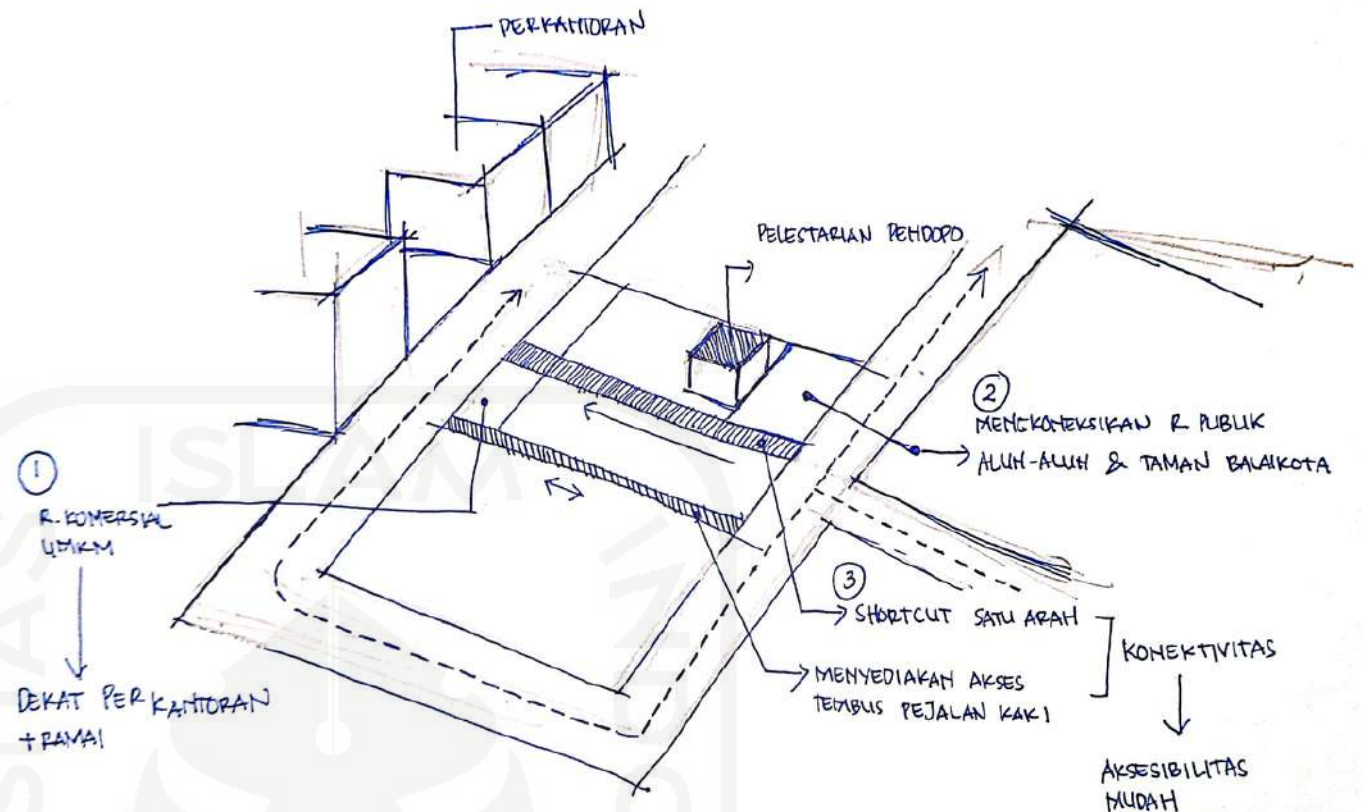 PERKANTORAN
PELESTARIAN PENDOPO
①
R. KOMERSIAL
UMKM
DEKAT PERKANTORAN
+ RAMAI
②
MENGKONEKSIKAN R. PUBLIK
ALUN-ALUN & TAMAN BALAIKOTA
③
SHORTCUT SATU ARAH
MENYEDIAKAN AKSES
TEMBUS PEJALAN KAKI
KONEKTIVITAS
AKSESIBILITAS
MUDAH
ISLAM